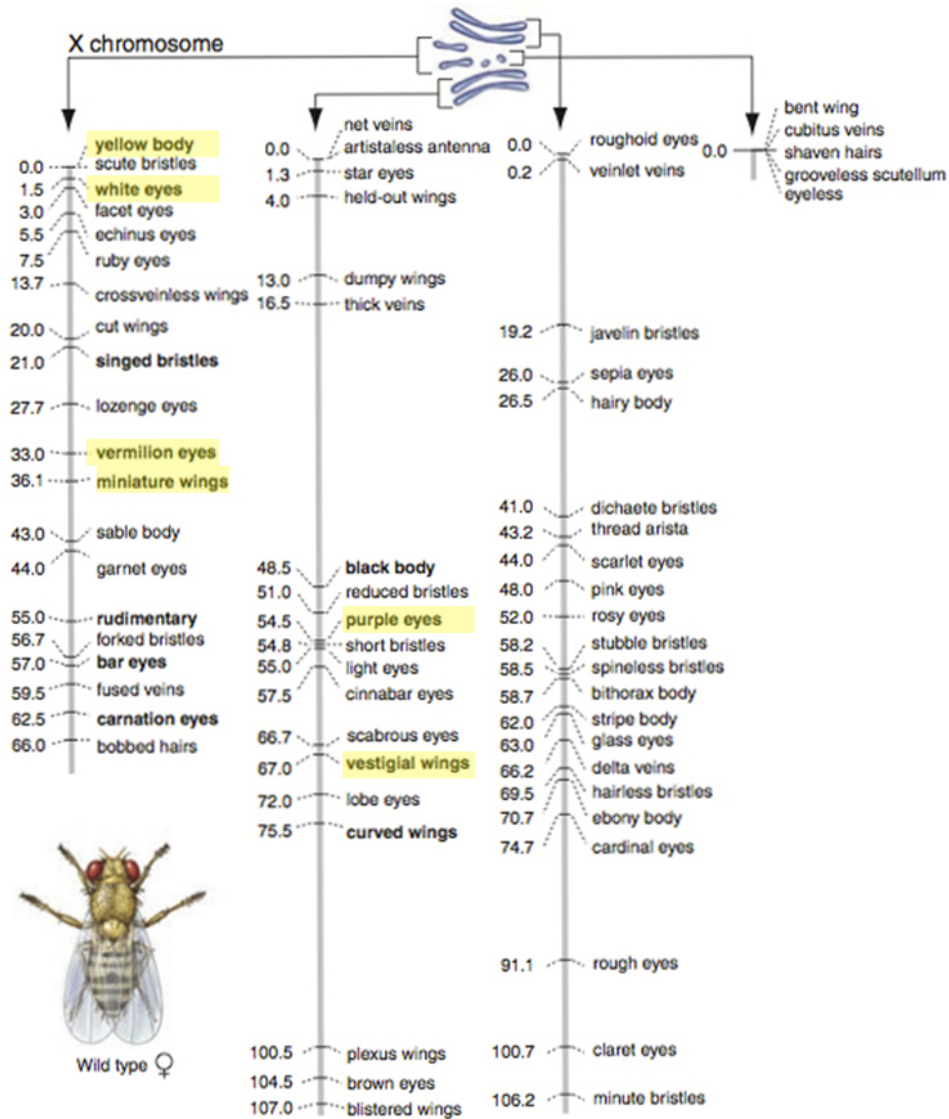 X chromosome
yellow body
0.0 scute bristles
1.5 white eyes
3.0 facet eyes
5.5 echinus eyes
7.5 ruby eyes
13.7 crossveinless wings
20.0 cut wings
21.0 singed bristles
27.7 lozenge eyes
33.0 vermilion eyes
36.1 miniature wings
43.0 sable body
44.0 garnet eyes
55.0 rudimentary
56.7 forked bristles
57.0 bar eyes
59.5 fused veins
62.5 carnation eyes
66.0 bobbed hairs
net veins
0.0 artistaless antenna
1.3 star eyes
4.0 held-out wings
13.0 dumpy wings
16.5 thick veins
48.5 black body
51.0 reduced bristles
54.5 purple eyes
54.8 short bristles
55.0 light eyes
57.5 cinnabar eyes
66.7 scabrous eyes
67.0 vestigial wings
72.0 lobe eyes
75.5 curved wings
100.5 plexus wings
104.5 brown eyes
107.0 blistered wings
0.0 roughoid eyes
0.2 veinlet veins
19.2 javelin bristles
26.0 sepia eyes
26.5 hairy body
41.0 dichaete bristles
43.2 thread arista
44.0 scarlet eyes
48.0 pink eyes
52.0 rosy eyes
58.2 stubble bristles
58.5 spineless bristles
58.7 bithorax body
62.0 stripe body
63.0 glass eyes
66.2 delta veins
69.5 hairless bristles
70.7 ebony body
74.7 cardinal eyes
91.1 rough eyes
100.7 claret eyes
106.2 minute bristles
bent wing
cubitus veins
0.0 shaven hairs
grooveless scutellum
eyeless
Wild type ♀